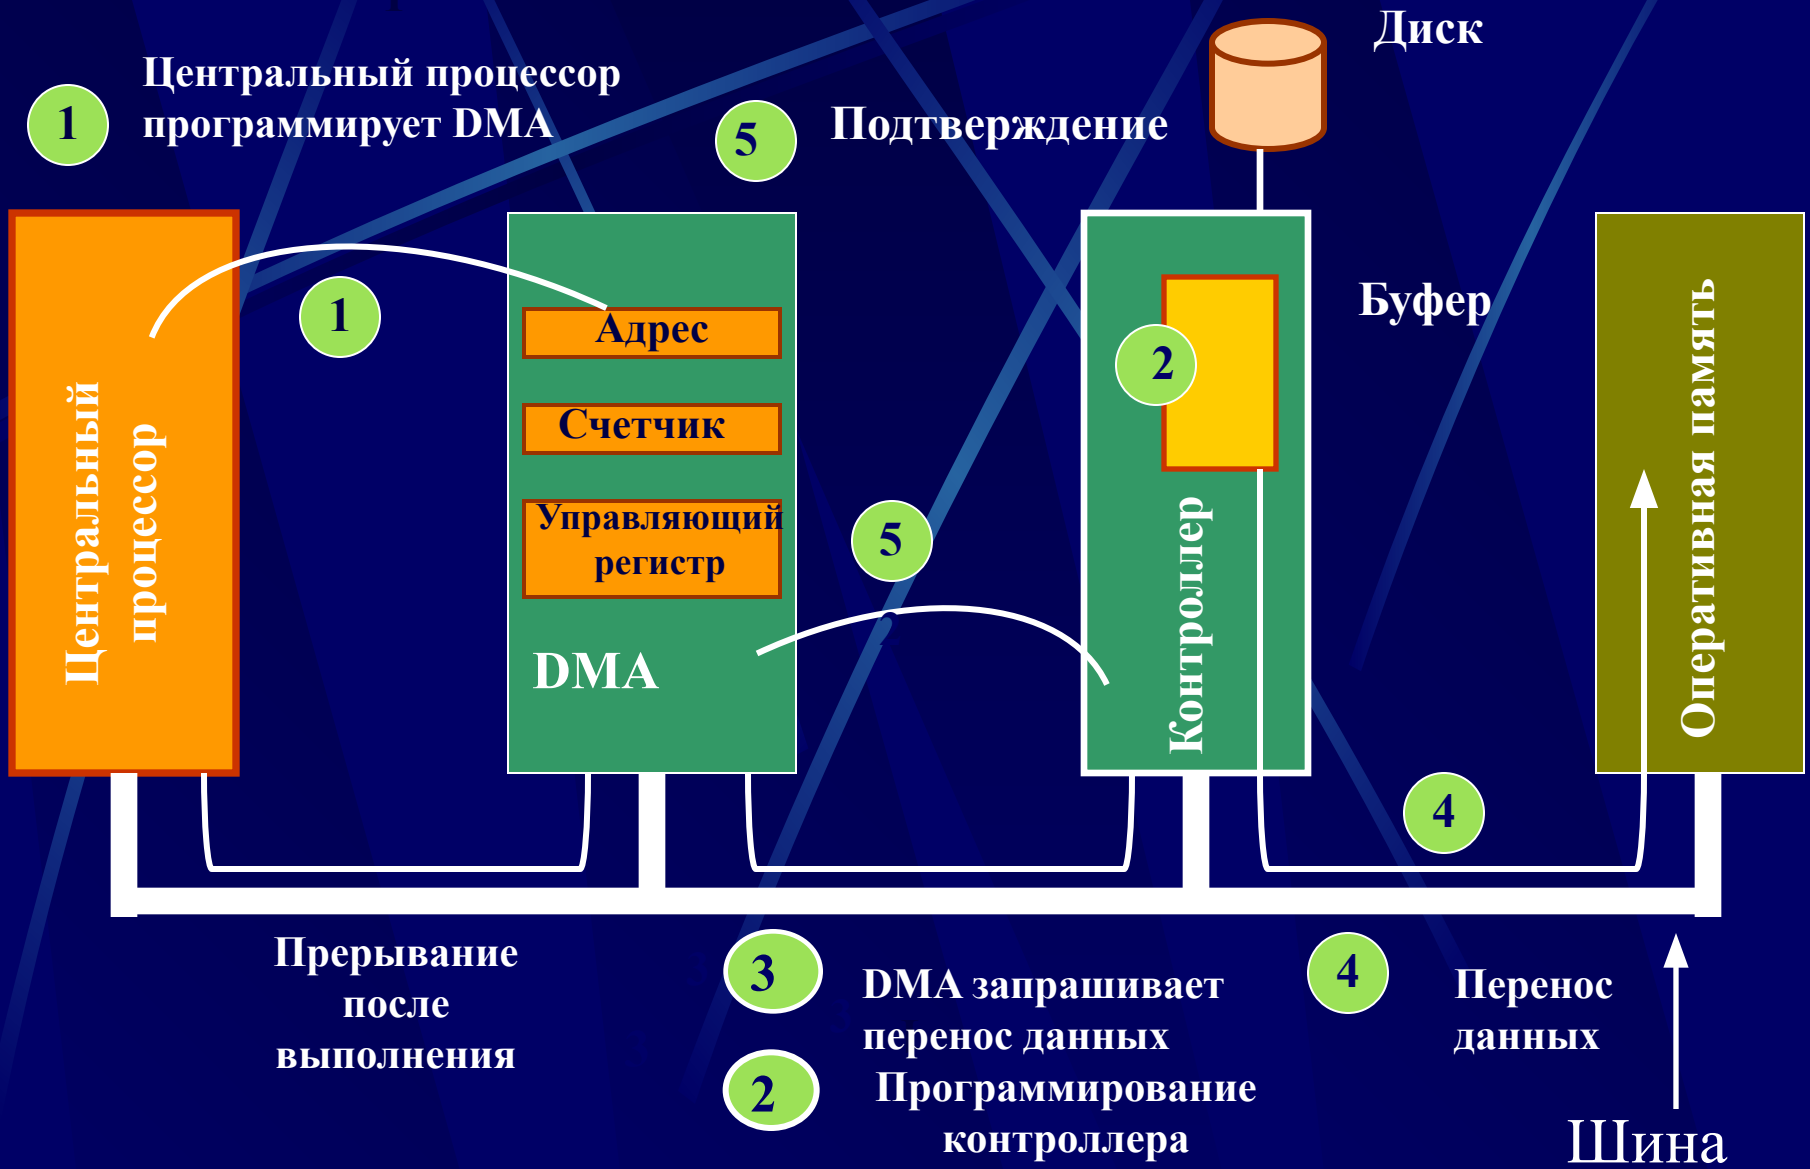 Диск
1
Центральный процессор
программирует DMA
5
Подтверждение
1
Адрес
Счетчик
Управляющий
регистр
DMA
Центральный
процессор
5
2
Буфер
Контроллер
Оперативная память
4
Прерывание
после
выполнения
3
DMA запрашивает
перенос данных
2
Программирование
контроллера
4
Перенос
данных
Шина